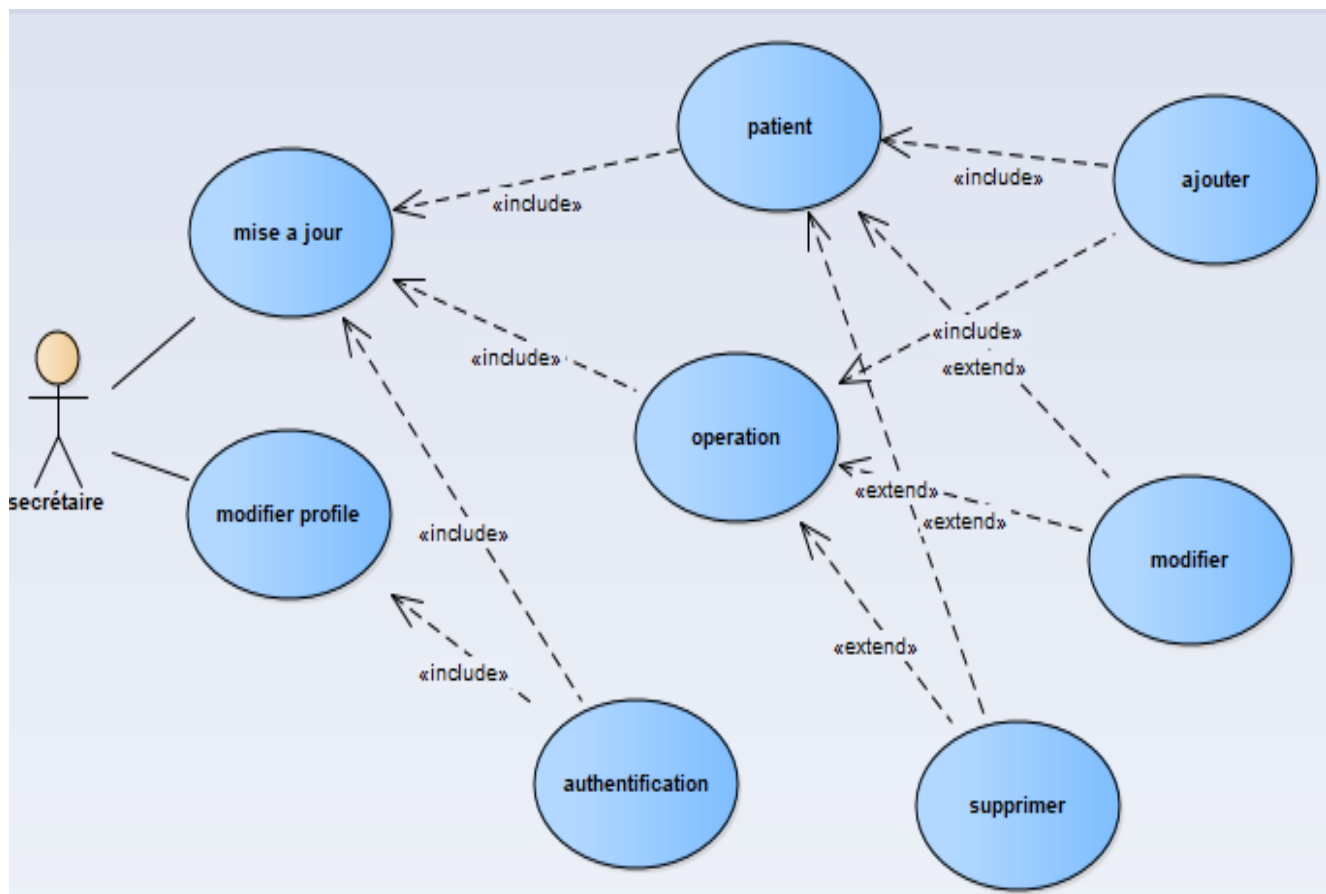 patient
ajouter
«include»
mise a jour
«include»
«include»
«include»
«extend»
operation
secrétaire
«extend»
modifier profile
«extend»
«include»
modifier
«extend»
«include»
authentification
supprimer